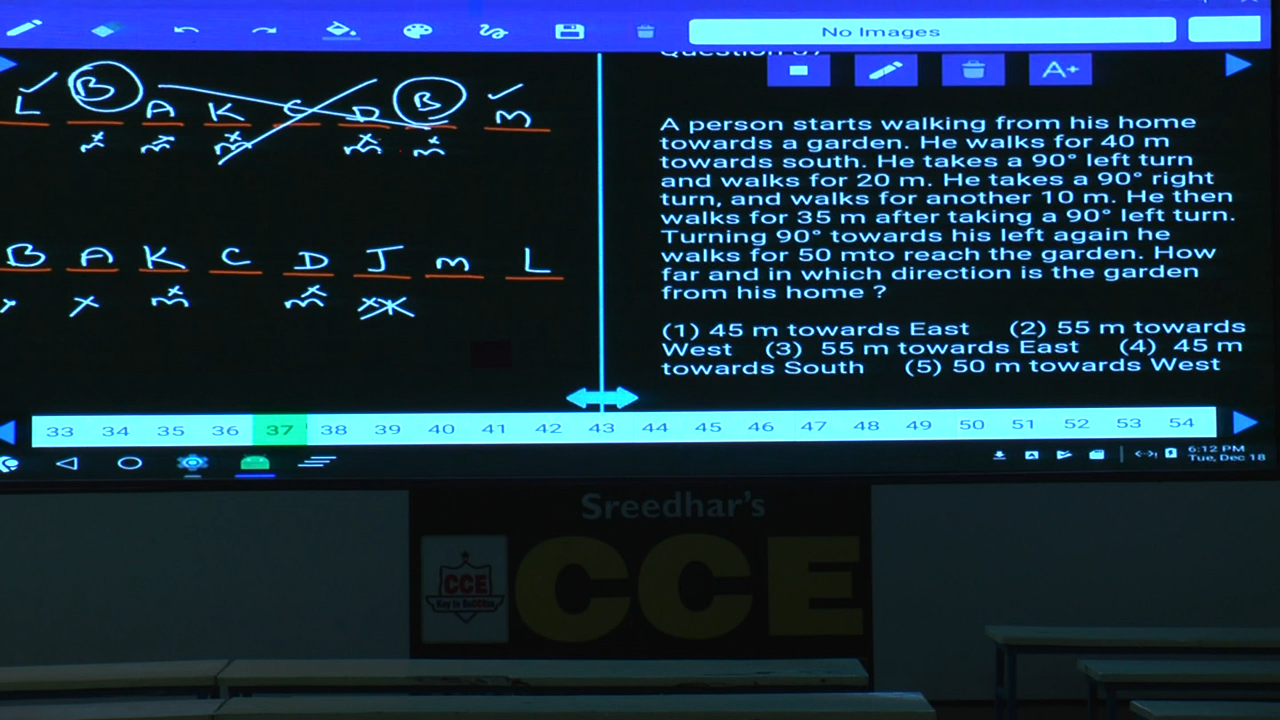 No Images
Question 37
A+
L B A K C D B m
A person starts walking from his home
towards a garden. He walks for 40 m
towards south. He takes a 90° left turn
and walks for 20 m. He takes a 90° right
turn, and walks for another 10 m. He then
walks for 35 m after taking a 90° left turn.
Turning 90° towards his left again he
walks for 50 mto reach the garden. How
far and in which direction is the garden
from his home ?
(1) 45 m towards East (2) 55 m towards
West (3) 55 m towards East (4) 45 m
towards South (5) 50 m towards West
B A K C D J m L
33 34 35 36 37 38 39 40 41 42 43 44 45 46 47 48 49 50 51 52 53 54
6:12 PM
Tue, Dec 18
Sreedhar's
CCE
CCE